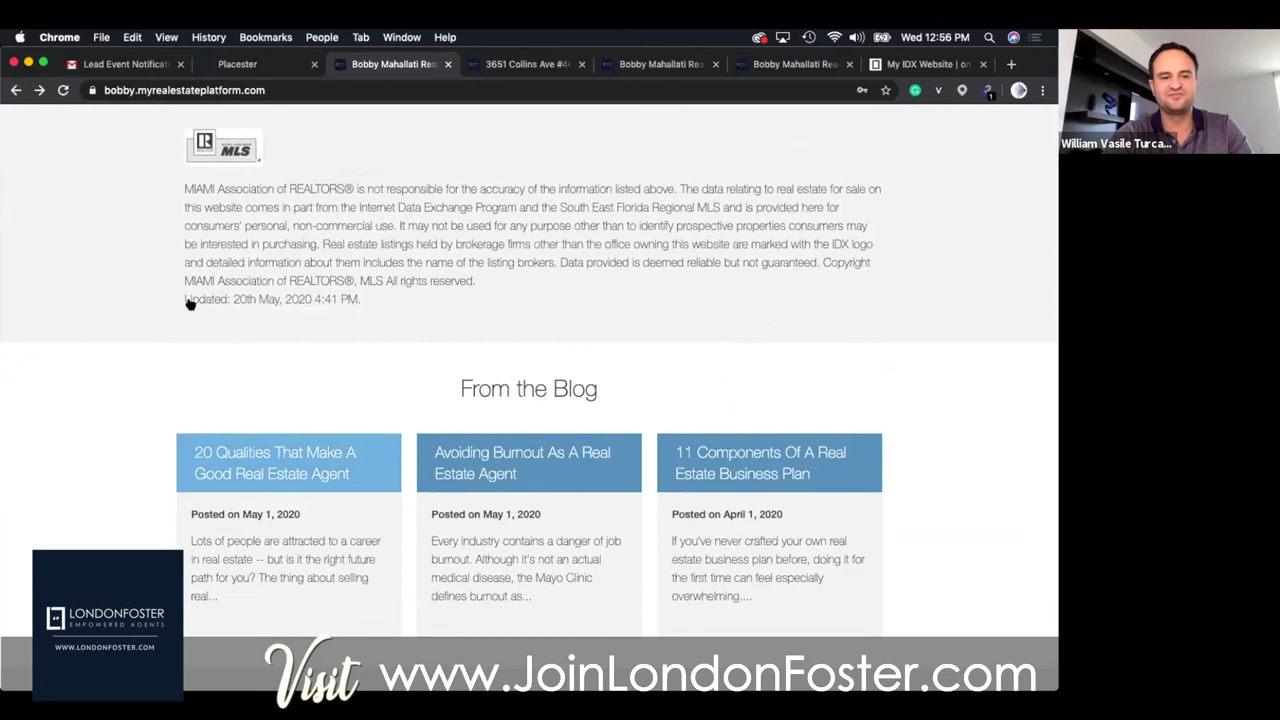 Chrome File Edit View History Bookmarks People Tab Window Help Wed 12:56 PM
Lead Event Notificati Placester Bobby Mahallati Rea 3651 Collins Ave #4 Bobby Mahallati Rea Bobby Mahallati Rea My IDX Website | on
bobby.myrealestateplatform.com
William Vasile Turca...
REALTOR MLS
MIAMI Association of REALTORS® is not responsible for the accuracy of the information listed above. The data relating to real estate for sale on
this website comes in part from the Internet Data Exchange Program and the South East Florida Regional MLS and is provided here for
consumers' personal, non-commercial use. It may not be used for any purpose other than to identify prospective properties consumers may
be interested in purchasing. Real estate listings held by brokerage firms other than the office owning this website are marked with the IDX logo
and detailed information about them includes the name of the listing brokers. Data provided is deemed reliable but not guaranteed. Copyright
MIAMI Association of REALTORS®, MLS All rights reserved.
Updated: 20th May, 2020 4:41 PM.
From the Blog
20 Qualities That Make A
Good Real Estate Agent
Posted on May 1, 2020
Lots of people are attracted to a career
in real estate -- but is it the right future
path for you? The thing about selling
real...
Avoiding Burnout As A Real
Estate Agent
Posted on May 1, 2020
Every industry contains a danger of job
burnout. Although it's not an actual
medical disease, the Mayo Clinic
defines burnout as...
11 Components Of A Real
Estate Business Plan
Posted on April 1, 2020
If you've never crafted your own real
estate business plan before, doing it for
the first time can feel especially
overwhelming....
LONDONFOSTER
EMPOWERED AGENTS
WWW.LONDONFOSTER.COM
Visit www.JoinLondonFoster.com